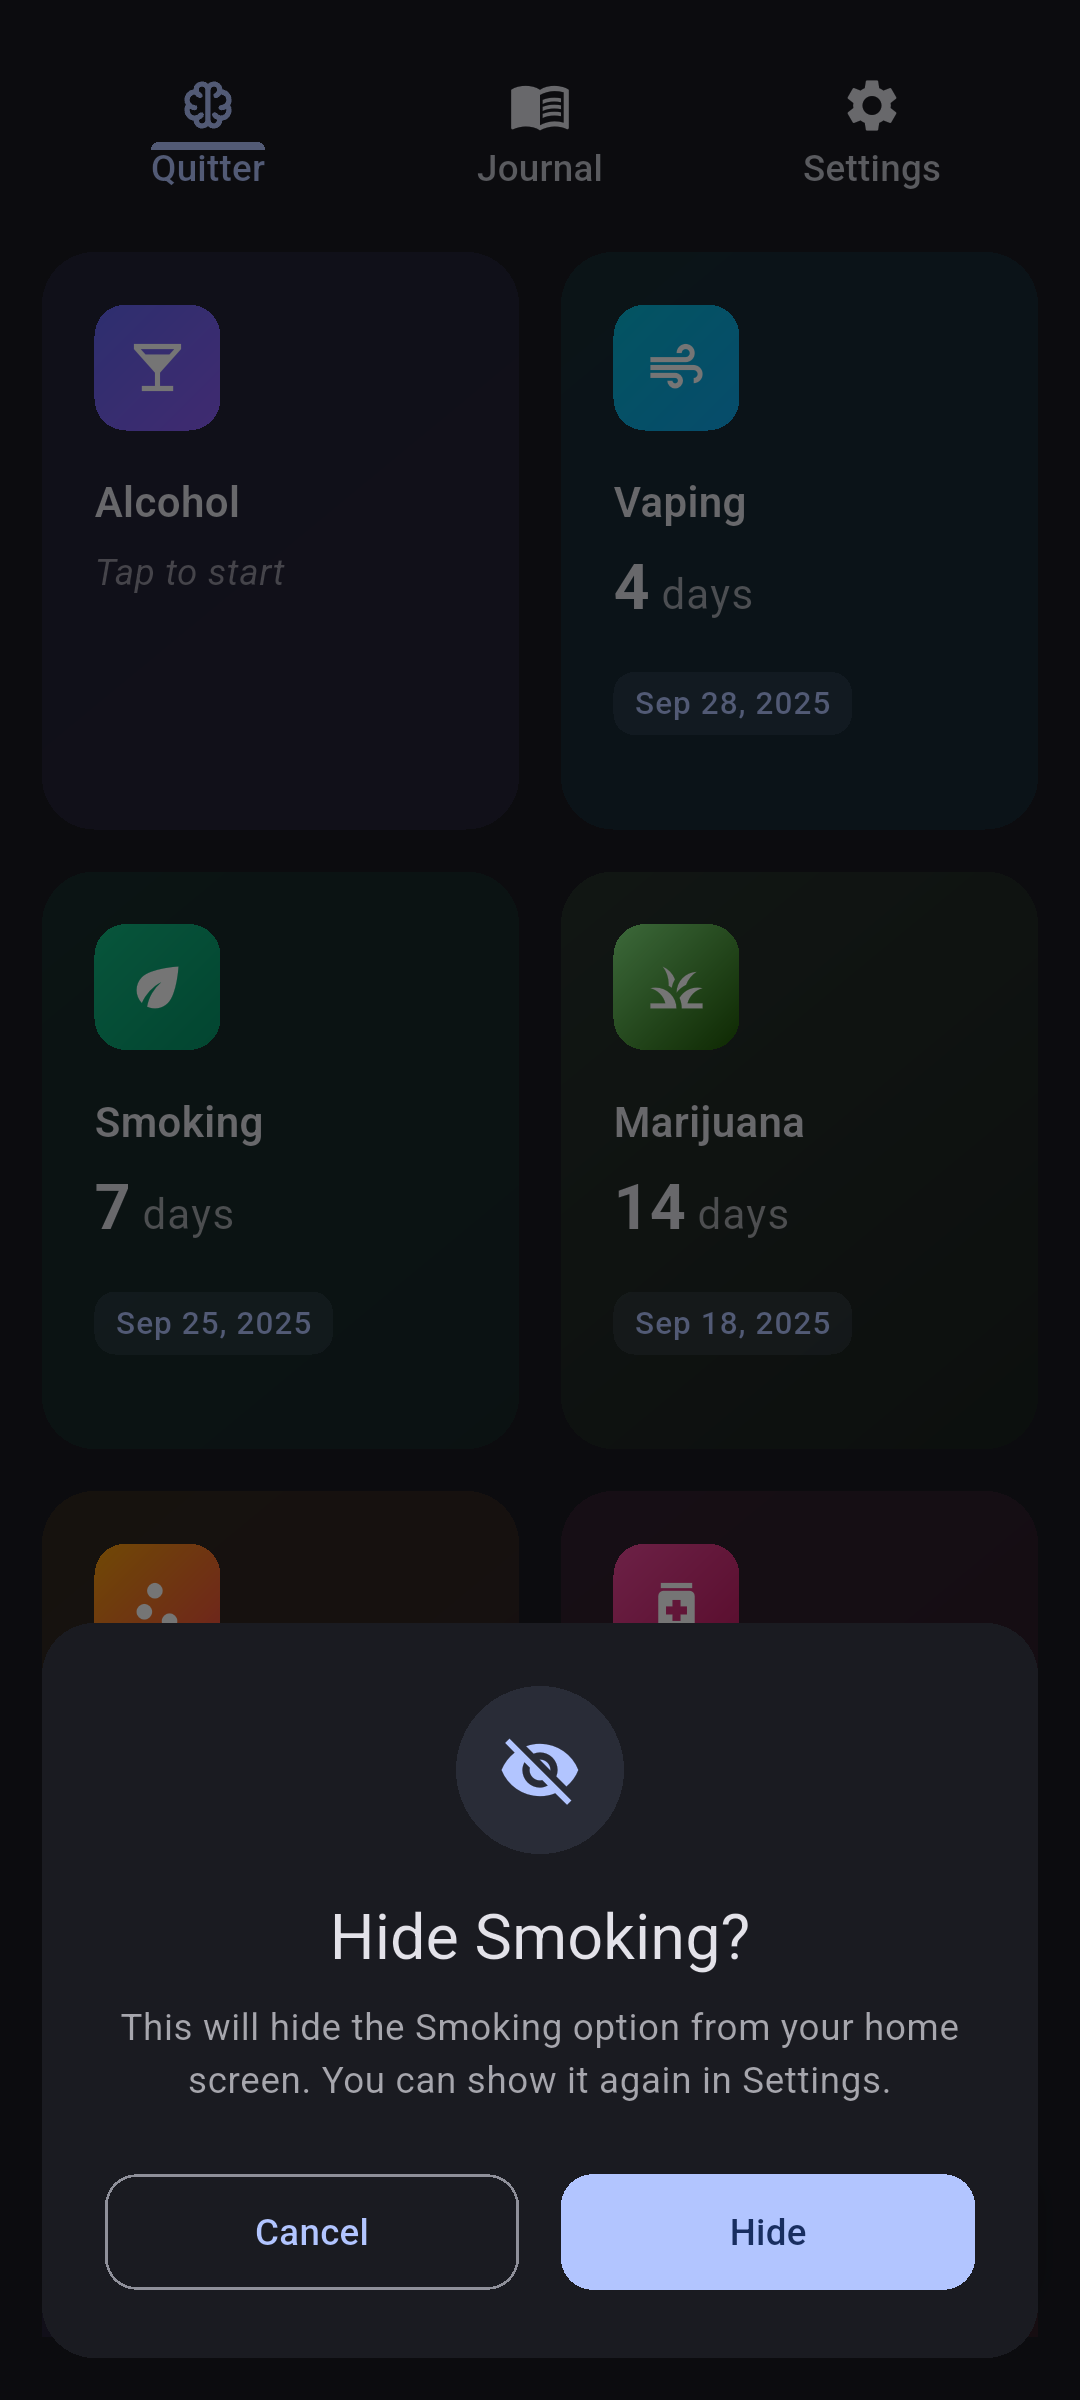 Quitter
Journal
Settings
Alcohol
Tap to start
Vaping
4 days
Sep 28, 2025
Smoking
7 days
Sep 25, 2025
Marijuana
14 days
Sep 18, 2025
Hide Smoking?
This will hide the Smoking option from your home
screen. You can show it again in Settings.
Cancel
Hide